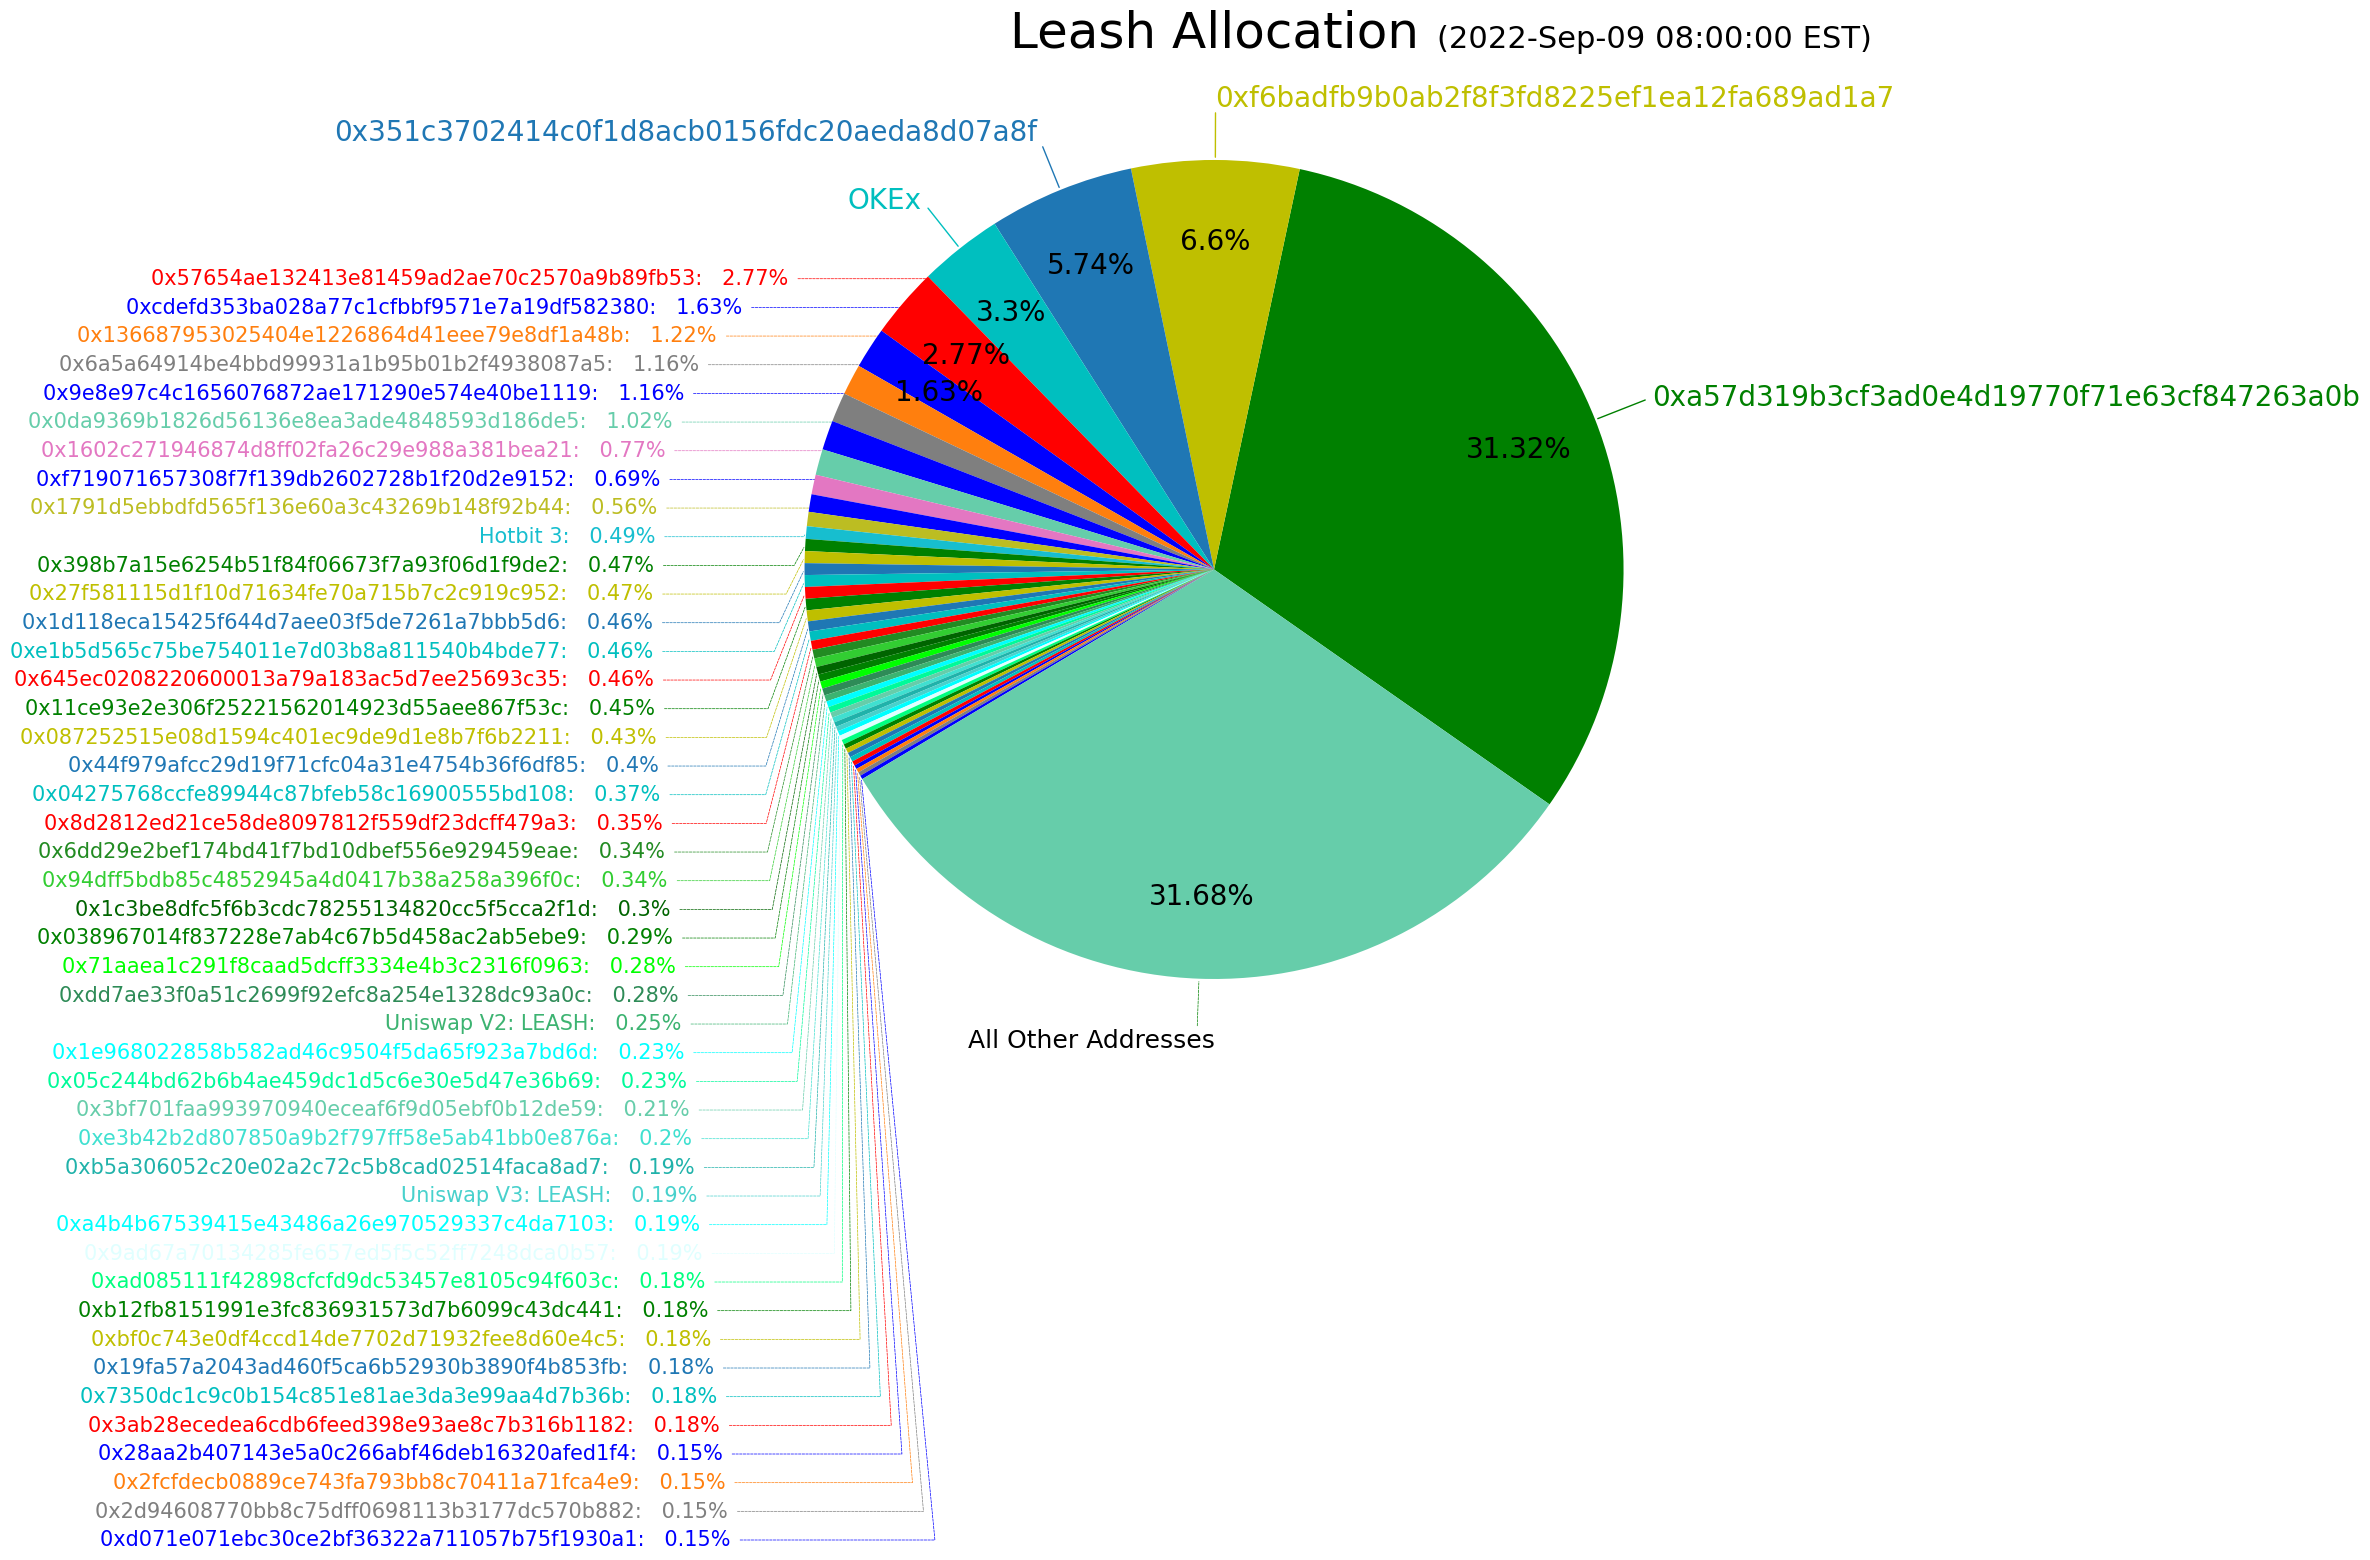 Leash Allocation (2022-Sep-09 08:00:00 EST)
0xf6badfb9b0ab2f8f3fd8225ef1ea12fa689ad1a7
0x351c3702414c0f1d8acb0156fdc20aeda8d07a8f
OKEx
0xa57d319b3cf3ad0e4d19770f71e63cf847263a0b
6.6%
5.74%
3.3%
2.77%
1.63%
31.32%
31.68%
All Other Addresses
0x57654ae132413e81459ad2ae70c2570a9b89fb53: 2.77%
0xcdefd353ba028a77c1cfbbf9571e7a19df582380: 1.63%
0x136687953025404e1226864d41eee79e8df1a48b: 1.22%
0x6a5a64914be4bbd99931a1b95b01b2f4938087a5: 1.16%
0x9e8e97c4c1656076872ae171290e574e40be1119: 1.16%
0x0da9369b1826d56136e8ea3ade4848593d186de5: 1.02%
0x1602c271946874d8ff02fa26c29e988a381bea21: 0.77%
0xf719071657308f7f139db2602728b1f20d2e9152: 0.69%
0x1791d5ebbdfd565f136e60a3c43269b148f92b44: 0.56%
Hotbit 3: 0.49%
0x398b7a15e6254b51f84f06673f7a93f06d1f9de2: 0.47%
0x27f581115d1f10d71634fe70a715b7c2c919c952: 0.47%
0x1d118eca15425f644d7aee03f5de7261a7bbb5d6: 0.46%
0xe1b5d565c75be754011e7d03b8a811540b4bde77: 0.46%
0x645ec0208220600013a79a183ac5d7ee25693c35: 0.46%
0x11ce93e2e306f25221562014923d55aee867f53c: 0.45%
0x087252515e08d1594c401ec9de9d1e8b7f6b2211: 0.43%
0x44f979afcc29d19f71cfc04a31e4754b36f6df85: 0.4%
0x04275768ccfe89944c87bfeb58c16900555bd108: 0.37%
0x8d2812ed21ce58de8097812f559df23dcff479a3: 0.35%
0x6dd29e2bef174bd41f7bd10dbef556e929459eae: 0.34%
0x94dff5bdb85c4852945a4d0417b38a258a396f0c: 0.34%
0x1c3be8dfc5f6b3cdc78255134820cc5f5cca2f1d: 0.3%
0x038967014f837228e7ab4c67b5d458ac2ab5ebe9: 0.29%
0x71aaea1c291f8caad5dcff3334e4b3c2316f0963: 0.28%
0xdd7ae33f0a51c2699f92efc8a254e1328dc93a0c: 0.28%
Uniswap V2: LEASH: 0.25%
0x1e968022858b582ad46c9504f5da65f923a7bd6d: 0.23%
0x05c244bd62b6b4ae459dc1d5c6e30e5d47e36b69: 0.23%
0x3bf701faa993970940eceaf6f9d05ebf0b12de59: 0.21%
0xe3b42b2d807850a9b2f797ff58e5ab41bb0e876a: 0.2%
0xb5a306052c20e02a2c72c5b8cad02514faca8ad7: 0.19%
Uniswap V3: LEASH: 0.19%
0xa4b4b67539415e43486a26e970529337c4da7103: 0.19%
0x9ad67a70134285fe657ed5f5c52ff7248dca0b57: 0.19%
0xad085111f42898cfcfd9dc53457e8105c94f603c: 0.18%
0xb12fb8151991e3fc836931573d7b6099c43dc441: 0.18%
0xbf0c743e0df4ccd14de7702d71932fee8d60e4c5: 0.18%
0x19fa57a2043ad460f5ca6b52930b3890f4b853fb: 0.18%
0x7350dc1c9c0b154c851e81ae3da3e99aa4d7b36b: 0.18%
0x3ab28ecedea6cdb6feed398e93ae8c7b316b1182: 0.18%
0x28aa2b407143e5a0c266abf46deb16320afed1f4: 0.15%
0x2fcfdecb0889ce743fa793bb8c70411a71fca4e9: 0.15%
0x2d94608770bb8c75dff0698113b3177dc570b882: 0.15%
0xd071e071ebc30ce2bf36322a711057b75f1930a1: 0.15%